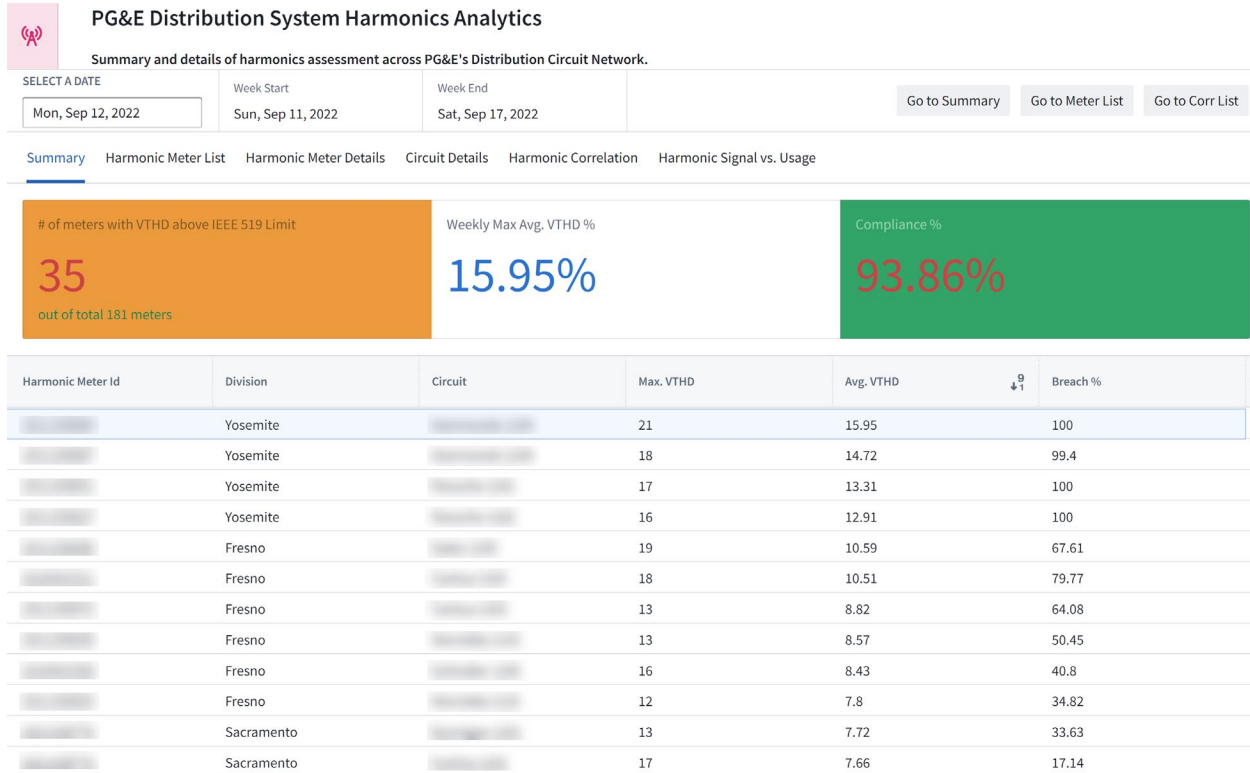 PG&E Distribution System Harmonics Analytics
Summary and details of harmonics assessment across PG&E's Distribution Circuit Network.
SELECT A DATE
Mon, Sep 12, 2022
Week Start
Sun, Sep 11, 2022
Week End
Sat, Sep 17, 2022
Go to Summary Go to Meter List Go to Corr List
Summary Harmonic Meter List Harmonic Meter Details Circuit Details Harmonic Correlation Harmonic Signal vs. Usage
# of meters with VTHD above IEEE 519 Limit
35
out of total 181 meters
Weekly Max Avg. VTHD %
15.95%
Compliance %
93.86%
Harmonic Meter Id Division Circuit Max. VTHD Avg. VTHD Breach %
Yosemite 21 15.95 100
Yosemite 18 14.72 99.4
Yosemite 17 13.31 100
Yosemite 16 12.91 100
Fresno 19 10.59 67.61
Fresno 18 10.51 79.77
Fresno 13 8.82 64.08
Fresno 13 8.57 50.45
Fresno 16 8.43 40.8
Fresno 12 7.8 34.82
Sacramento 13 7.72 33.63
Sacramento 17 7.66 17.14